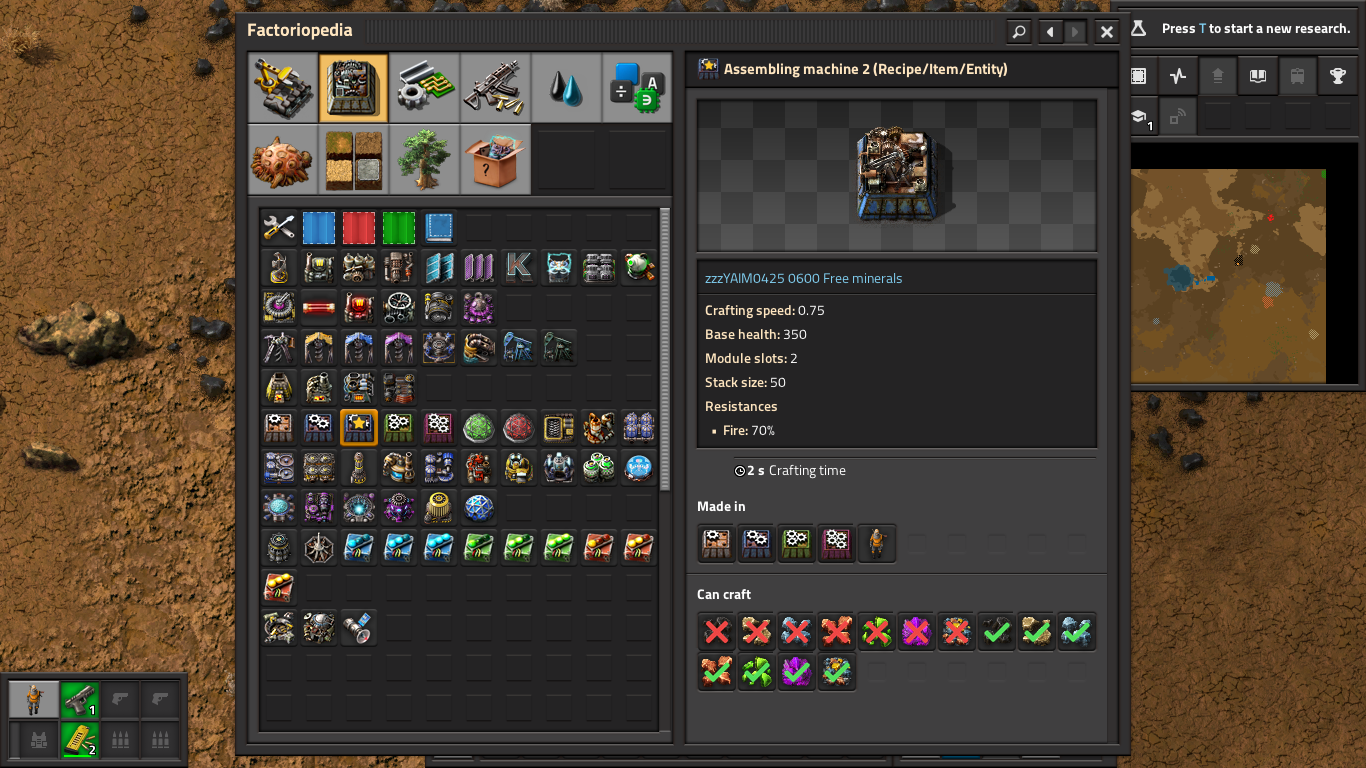 Factoriopedia
Press T to start a new research.
Assembling machine 2 (Recipe/Item/Entity)
A
?
K
1
zzzYAIM0425 0600 Free minerals
Crafting speed: 0.75
Base health: 350
Module slots: 2
Stack size: 50
Resistances
• Fire: 70%
2 s Crafting time
Made in
Can craft
1
2